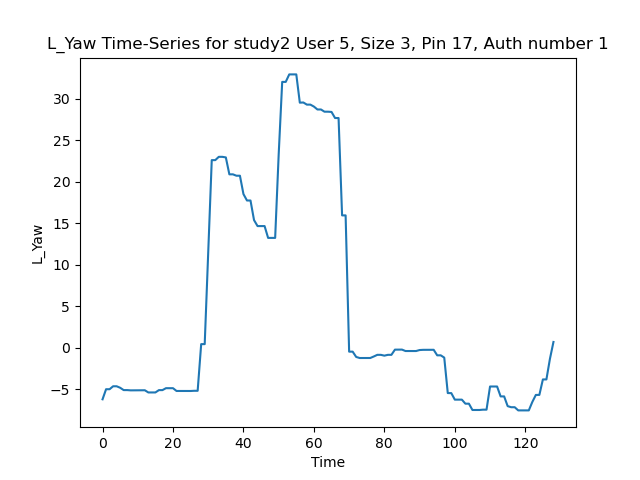 L_Yaw Time-Series for study2 User 5, Size 3, Pin 17, Auth number 1
30
25
20
15
10
5
0
−5
L_Yaw
0 20 40 60 80 100 120
Time